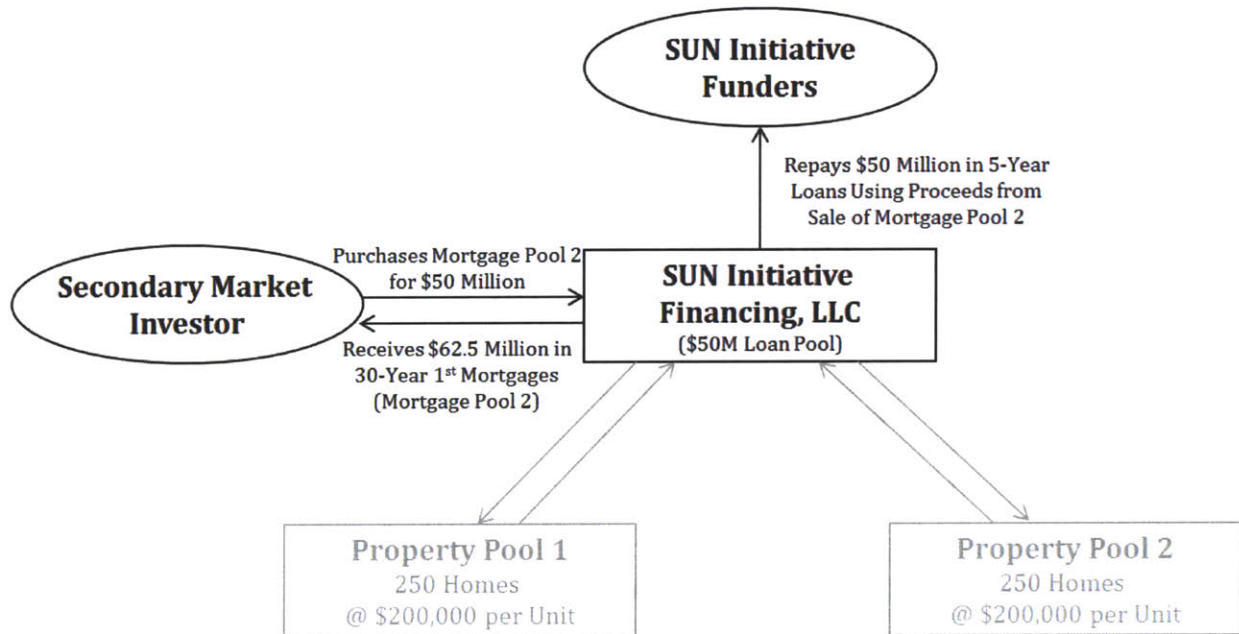 SUN Initiative
Funders
Repays $50 Million in 5-Year
Loans Using Proceeds from
Sale of Mortgage Pool 2
Purchases Mortgage Pool 2
for $50 Million
Secondary Market
Investor
SUN Initiative
Financing, LLC
($50M Loan Pool)
Receives $62.5 Million in
30-Year 1st Mortgages
(Mortgage Pool 2)
Property Pool 1
250 Homes
@ $200,000 per Unit
Property Pool 2
250 Homes
@ $200,000 per Unit